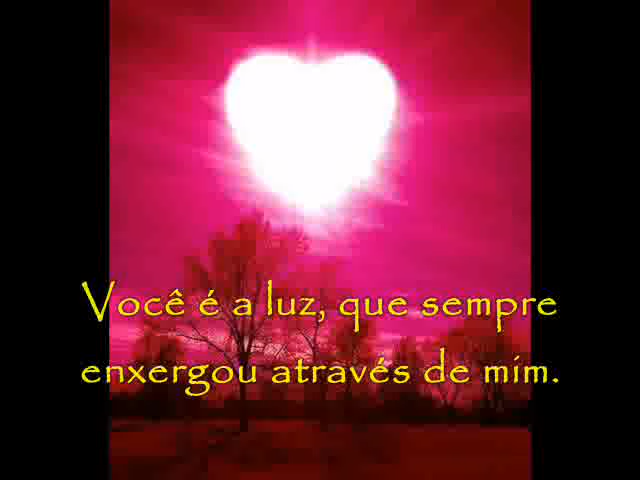 Você é a luz, que sempre
enxergou através de mim.